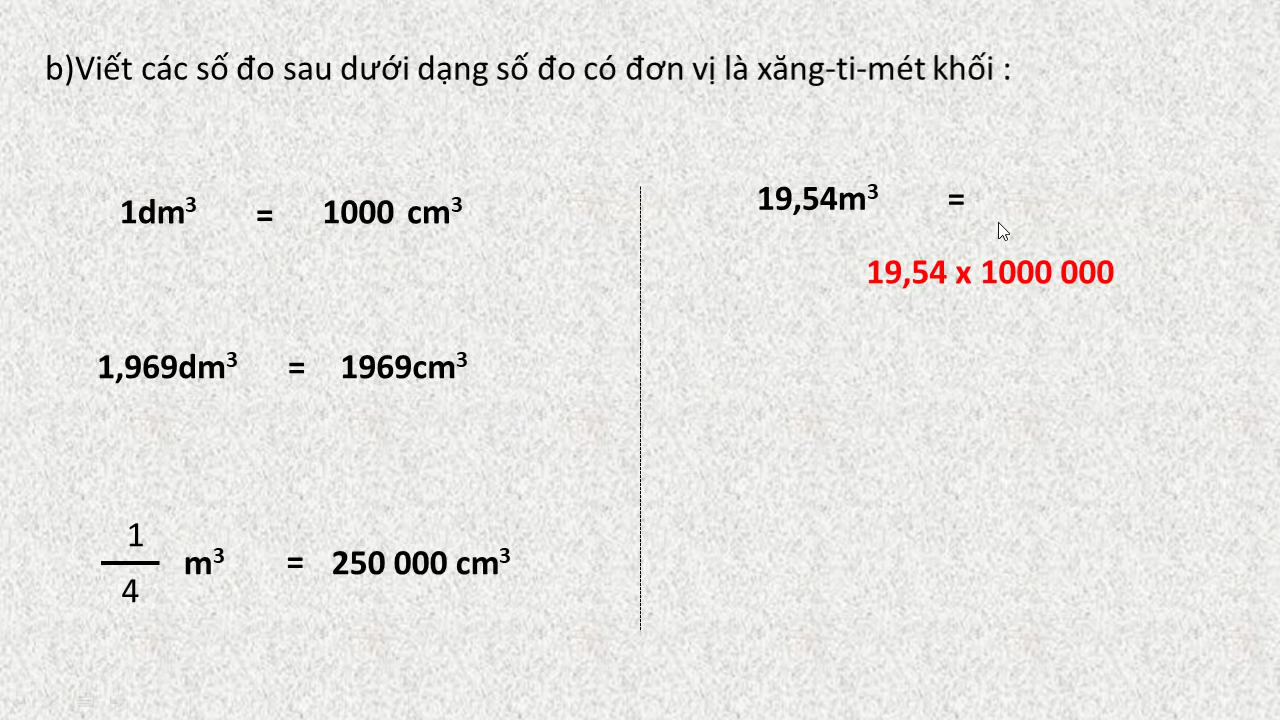 b)Viết các số đo sau dưới dạng số đo có đơn vị là xăng-ti-mét khối :
1dm³ = 1000 cm³
1,969dm³ = 1969cm³
1
4
m³ = 250 000 cm³
19,54m³ =
19,54 x 1000 000